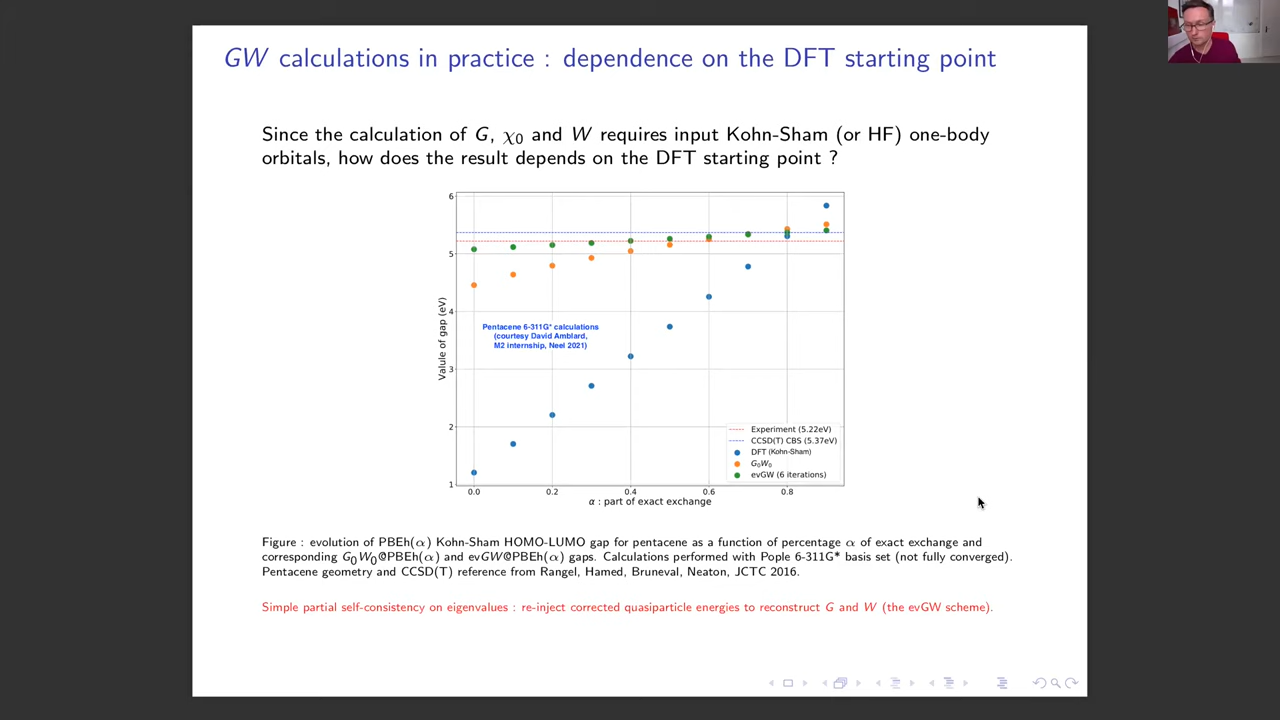 GW calculations in practice : dependence on the DFT starting point
Since the calculation of G, χ0 and W requires input Kohn-Sham (or HF) one-body
orbitals, how does the result depends on the DFT starting point ?
6
5
4
3
2
1
Valule of gap (eV)
Pentacene 6-311G* calculations
(courtesy David Amblard,
M2 internship, Neel 2021)
Experiment (5.22eV)
CCSD(T) CBS (5.37eV)
DFT (Kohn-Sham)
G0W0
evGW (6 iterations)
0.0 0.2 0.4 0.6 0.8
α : part of exact exchange
Figure : evolution of PBEh(α) Kohn-Sham HOMO-LUMO gap for pentacene as a function of percentage α of exact exchange and
corresponding G0W0@PBEh(α) and evGW@PBEh(α) gaps. Calculations performed with Pople 6-311G* basis set (not fully converged).
Pentacene geometry and CCSD(T) reference from Rangel, Hamed, Bruneval, Neaton, JCTC 2016.
Simple partial self-consistency on eigenvalues : re-inject corrected quasiparticle energies to reconstruct G and W (the evGW scheme).